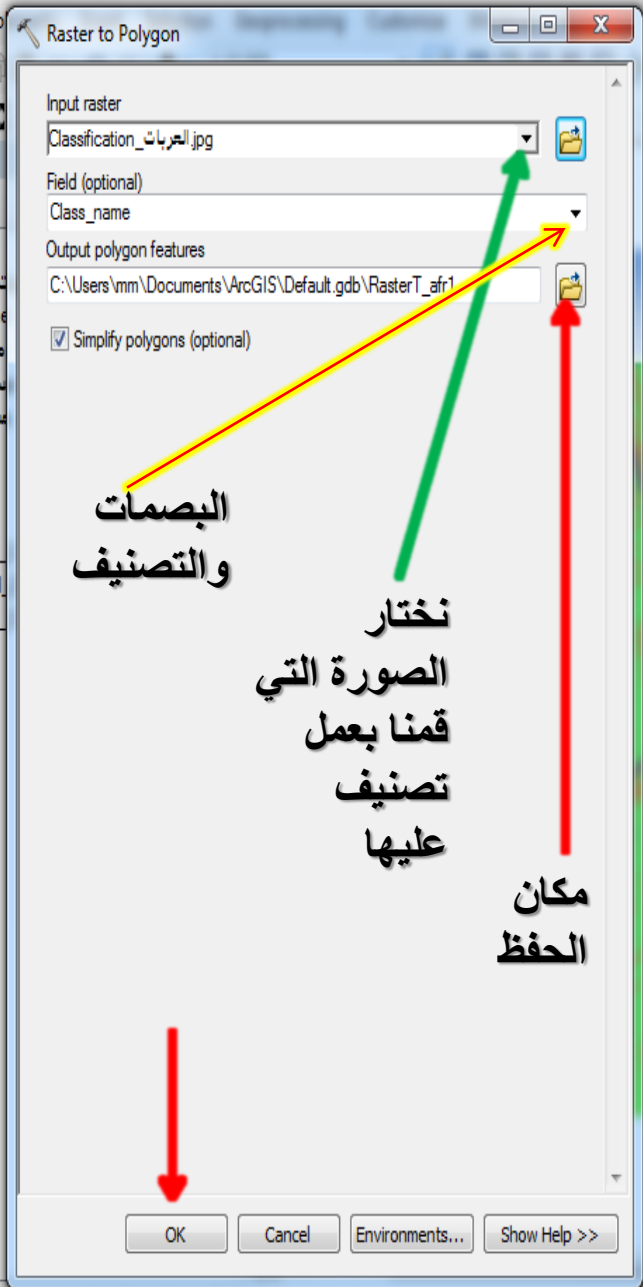 Raster to Polygon
Input raster
Classification_العربات.jpg
Field (optional)
Class_name
Output polygon features
C:\Users\mm\Documents\ArcGIS\Default.gdb\RasterT_afr1
Simplify polygons (optional)
البصمات
والتصنيف
نختار
الصورة التي
قمنا بعمل
تصنيف
عليها
مكان
الحفظ
OK
Cancel
Environments...
Show Help >>